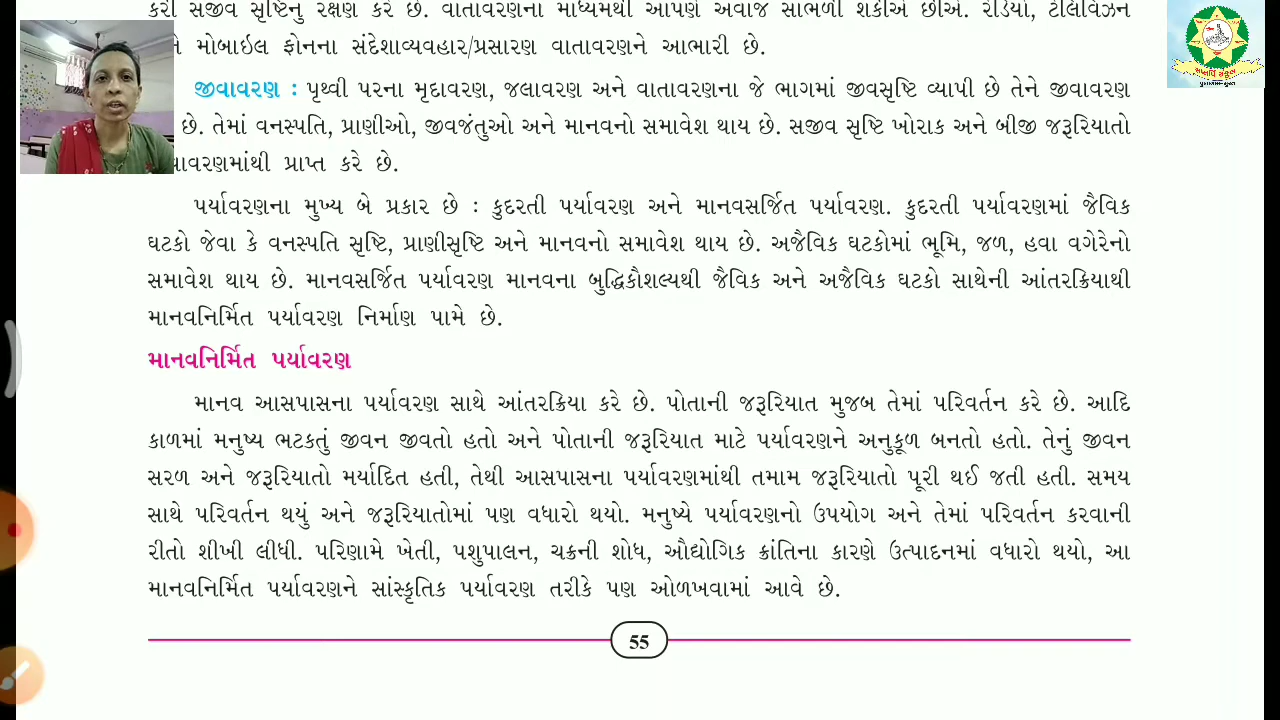 કરી સજીવ સૃષ્ટિનું રક્ષણ કરે છે. વાતાવરણના માધ્યમથી આપણે અવાજ સાંભળી શકીએ છીએ. રેડિયો, ટેલિવિઝન
મોબાઇલ ફોનના સંદેશાવ્યવહાર/પ્રસારણ વાતાવરણને આભારી છે.
જીવાવરણ : પૃથ્વી પરના મૃદાવરણ, જલાવરણ અને વાતાવરણના જે ભાગમાં જીવસૃષ્ટિ વ્યાપી છે તેને જીવાવરણ
છે. તેમાં વનસ્પતિ, પ્રાણીઓ, જીવજંતુઓ અને માનવનો સમાવેશ થાય છે. સજીવ સૃષ્ટિ ખોરાક અને બીજી જરૂરિયાતો
પ્રાપ્ત કરે છે.
પર્યાવરણના મુખ્ય બે પ્રકાર છે : કુદરતી પર્યાવરણ અને માનવસર્જિત પર્યાવરણ. કુદરતી પર્યાવરણમાં જૈવિક
ઘટકો જેવા કે વનસ્પતિ સૃષ્ટિ, પ્રાણીસૃષ્ટિ અને માનવનો સમાવેશ થાય છે. અજૈવિક ઘટકોમાં ભૂમિ, જળ, હવા વગેરેનો
સમાવેશ થાય છે. માનવસર્જિત પર્યાવરણ માનવના બુદ્ધિકૌશલ્યથી જૈવિક અને અજૈવિક ઘટકો સાથેની આંતરક્રિયાથી
માનવનિર્મિત પર્યાવરણ નિર્માણ પામે છે.
માનવનિર્મિત પર્યાવરણ
માનવ આસપાસના પર્યાવરણ સાથે આંતરક્રિયા કરે છે. પોતાની જરૂરિયાત મુજબ તેમાં પરિવર્તન કરે છે. આદિ
કાળમાં મનુષ્ય ભટકતું જીવન જીવતો હતો અને પોતાની જરૂરિયાત માટે પર્યાવરણને અનુકૂળ બનતો હતો. તેનું જીવન
સરળ અને જરૂરિયાતો મર્યાદિત હતી, તેથી આસપાસના પર્યાવરણમાંથી તમામ જરૂરિયાતો પૂરી થઈ જતી હતી. સમય
સાથે પરિવર્તન થયું અને જરૂરિયાતોમાં પણ વધારો થયો. મનુષ્યે પર્યાવરણનો ઉપયોગ અને તેમાં પરિવર્તન કરવાની
રીતો શીખી લીધી. પરિણામે ખેતી, પશુપાલન, ચક્રની શોધ, ઔદ્યોગિક ક્રાંતિના કારણે ઉત્પાદનમાં વધારો થયો, આ
માનવનિર્મિત પર્યાવરણને સાંસ્કૃતિક પર્યાવરણ તરીકે પણ ઓળખવામાં આવે છે.
55